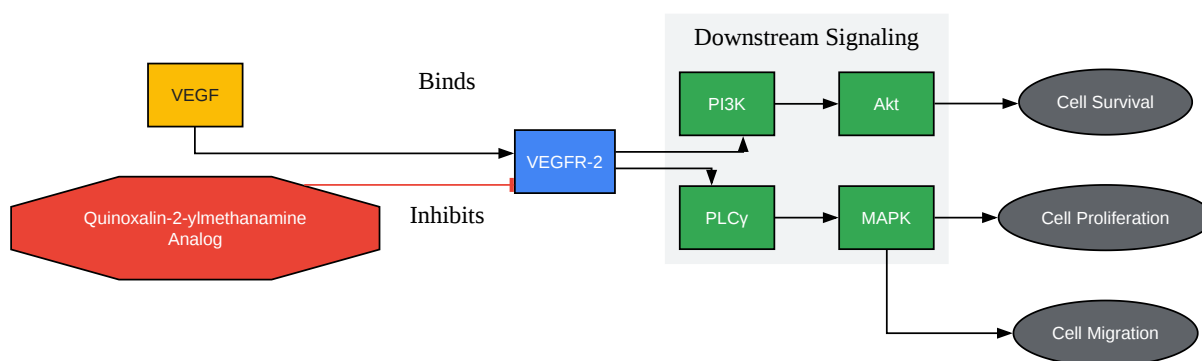 Downstream Signaling
VEGF
Binds
PI3K
Akt
Cell Survival
VEGFR-2
Quinoxalin-2-ylmethanamine
Analog
Inhibits
PLCγ
MAPK
Cell Proliferation
Cell Migration